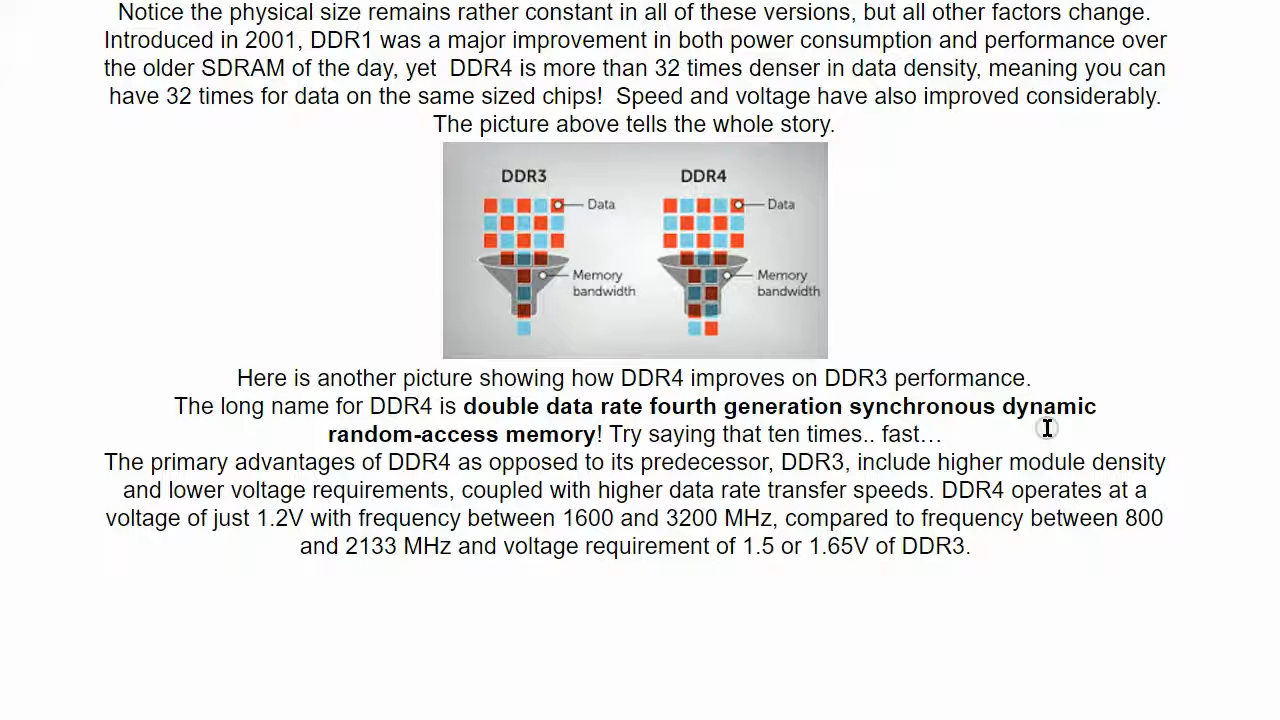 Notice the physical size remains rather constant in all of these versions, but all other factors change.
Introduced in 2001, DDR1 was a major improvement in both power consumption and performance over
the older SDRAM of the day, yet  DDR4 is more than 32 times denser in data density, meaning you can
have 32 times for data on the same sized chips!  Speed and voltage have also improved considerably.
The picture above tells the whole story.
DDR3
DDR4
Data
Data
Memory
bandwidth
Memory
bandwidth
Here is another picture showing how DDR4 improves on DDR3 performance.
The long name for DDR4 is double data rate fourth generation synchronous dynamic
random-access memory! Try saying that ten times.. fast…
The primary advantages of DDR4 as opposed to its predecessor, DDR3, include higher module density
and lower voltage requirements, coupled with higher data rate transfer speeds. DDR4 operates at a
voltage of just 1.2V with frequency between 1600 and 3200 MHz, compared to frequency between 800
and 2133 MHz and voltage requirement of 1.5 or 1.65V of DDR3.